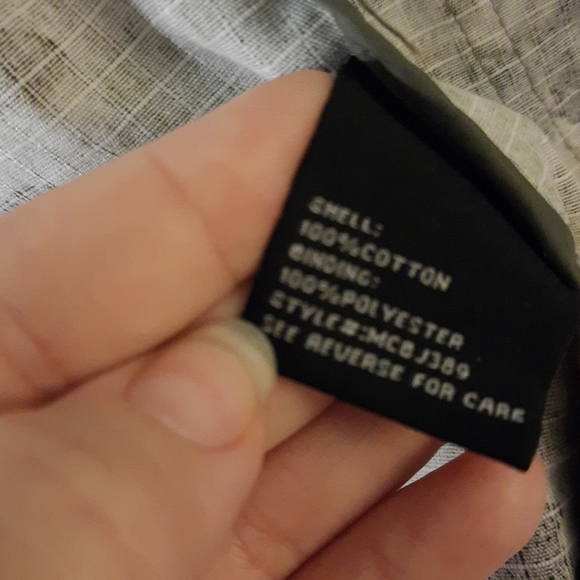 SHELL:
100%COTTON
BINDING:
100%POLYESTER
STYLE#:MCBJ389
SEE REVERSE FOR CARE